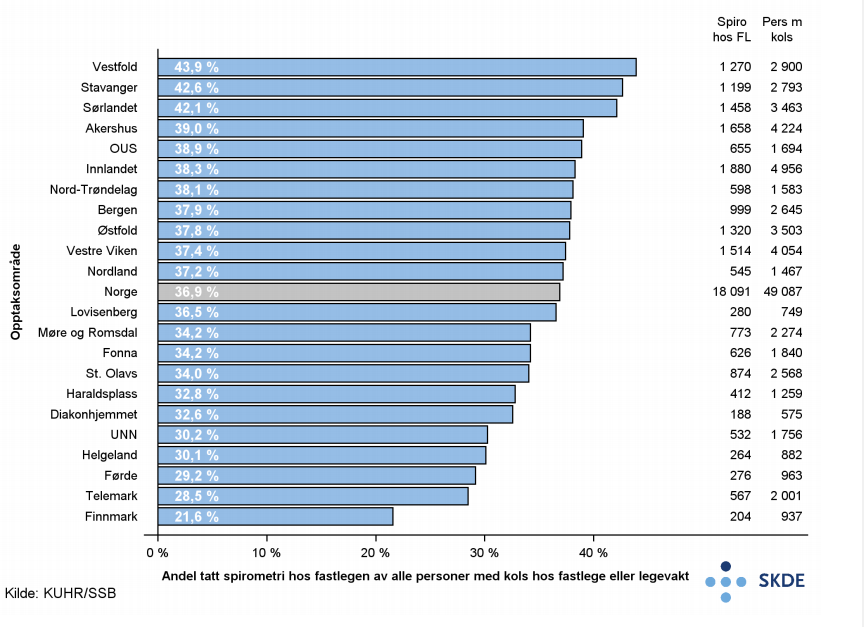 Spiro Pers m
hos FL kols
Vestfold 43,9 % 1 270 2 900
Stavanger 42,6 % 1 199 2 793
Sørlandet 42,1 % 1 458 3 463
Akershus 39,0 % 1 658 4 224
OUS 38,9 % 655 1 694
Innlandet 38,3 % 1 880 4 956
Nord-Trøndelag 38,1 % 598 1 583
Bergen 37,9 % 999 2 645
Østfold 37,8 % 1 320 3 503
Vestre Viken 37,4 % 1 514 4 054
Nordland 37,2 % 545 1 467
Norge 36,9 % 18 091 49 087
Lovisenberg 36,5 % 280 749
Møre og Romsdal 34,2 % 773 2 274
Fonna 34,2 % 626 1 840
St. Olavs 34,0 % 874 2 568
Haraldsplass 32,8 % 412 1 259
Diakonhjemmet 32,6 % 188 575
UNN 30,2 % 532 1 756
Helgeland 30,1 % 264 882
Førde 29,2 % 276 963
Telemark 28,5 % 567 2 001
Finnmark 21,6 % 204 937
Opptaksområde
0 % 10 % 20 % 30 % 40 %
Andel tatt spirometri hos fastlegen av alle personer med kols hos fastlege eller legevakt
SKDE
Kilde: KUHR/SSB